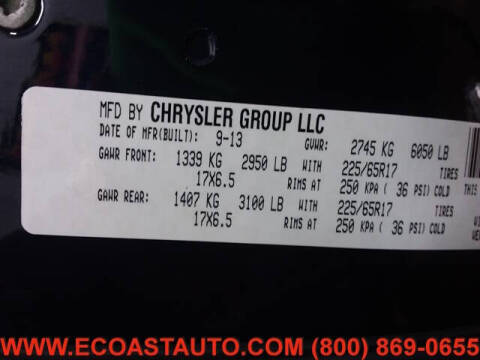 MFD BY CHRYSLER GROUP LLC
DATE OF MFR(BUILT): 9-13 GVWR: 2745 KG 6050 LB
GAWR FRONT: 1339 KG 2950 LB WITH 225/65R17 TIRES
17X6.5 RIMS AT 250 KPA ( 36 PSI) COLD THIS
GAWR REAR: 1407 KG 3100 LB WITH 225/65R17 TIRES
17X6.5 RIMS AT 250 KPA ( 36 PSI) COLD
WWW.ECOASTAUTO.COM (800) 869-0655